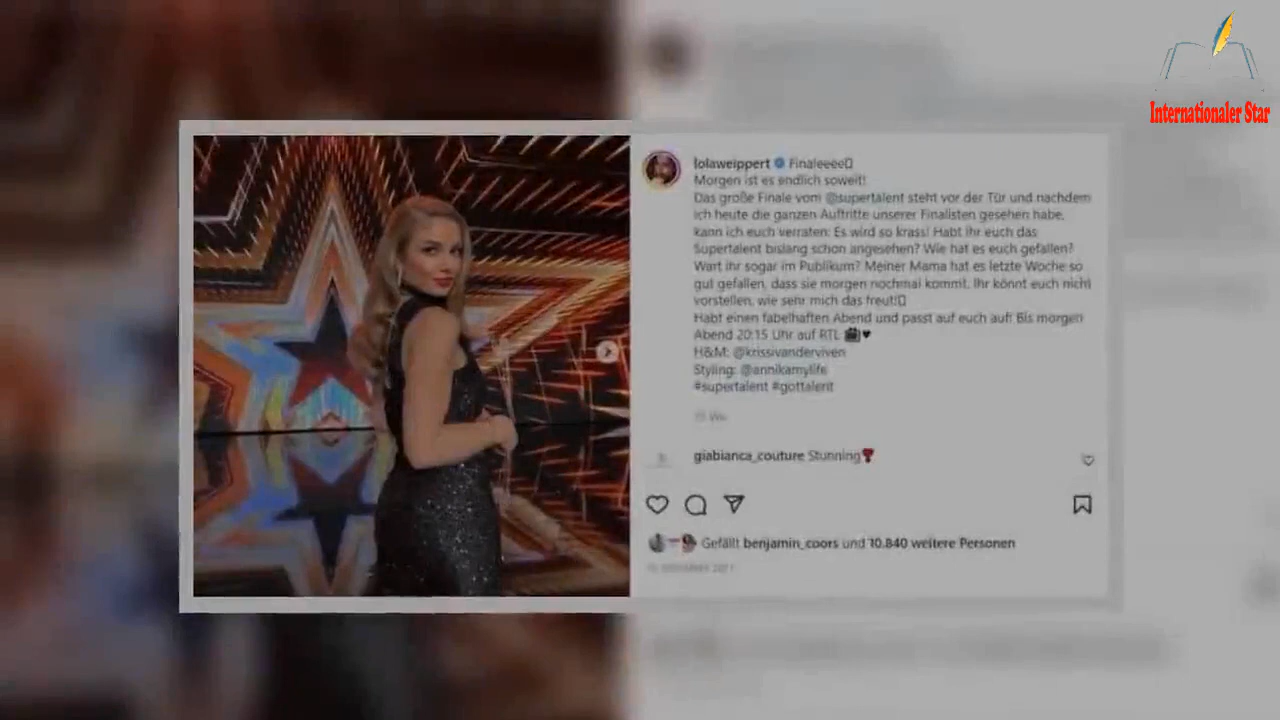 Internationaler Star
lolaweippert Finaleeee
Morgen ist es endlich soweit!
Das große Finale vom @supertalent steht vor der Tür und nachdem
ich heute die ganzen Auftritte unserer Finalisten gesehen habe,
kann ich euch verraten: Es wird so krass! Habt ihr euch das
Supertalent bislang schon angesehen? Wie hat es euch gefallen?
Wart ihr sogar im Publikum? Meiner Mama hat es letzte Woche so
gut gefallen, dass sie morgen nochmal kommt. Ihr könnt euch nicht
vorstellen, wie sehr mich das freut!
Habt einen fabelhaften Abend und passt auf euch auf! Bis morgen
Abend 20:15 Uhr auf RTL 
H&M: @krissivanderviven
Styling: @annikamylife
#supertalent #gottalent
giabianca_couture Stunning
Gefällt benjamin_coors und 10.840 weitere Personen